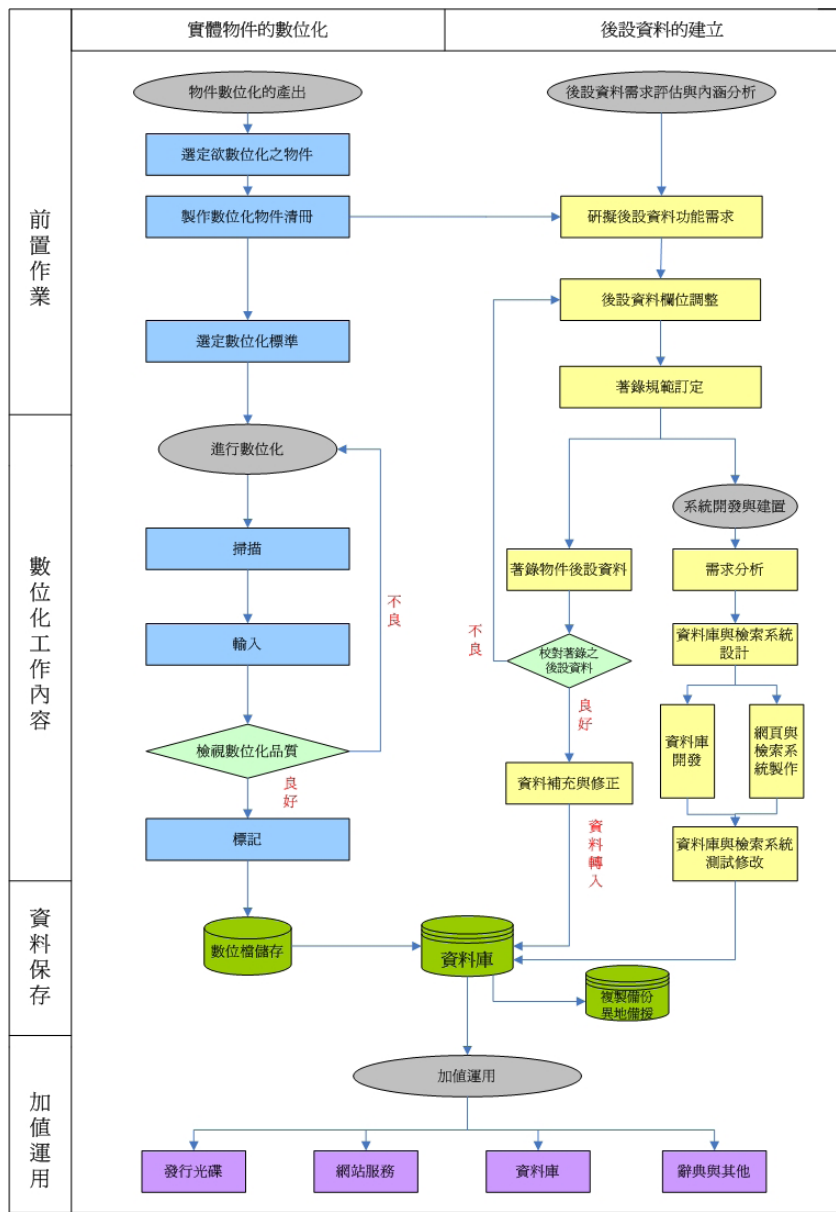 實體物件的數位化
後設資料的建立
前置作業
物件數位化的產出
後設資料需求評估與內涵分析
選定欲數位化之物件
製作數位化物件清冊
研擬後設資料功能需求
後設資料欄位調整
選定數位化標準
著錄規範訂定
數位化工作內容
進行數位化
系統開發與建置
掃描
著錄物件後設資料
需求分析
不良
不良
輸入
校對著錄之
後設資料
資料庫與檢索系統
設計
良好
資料庫
開發
網頁與
檢索系
統製作
檢視數位化品質
良好
資料補充與修正
標記
資料轉入
資料庫與檢索系統
測試修改
資料保存
數位檔儲存
資料庫
複製備份
異地備援
加值運用
加值運用
發行光碟
網站服務
資料庫
辭典與其他